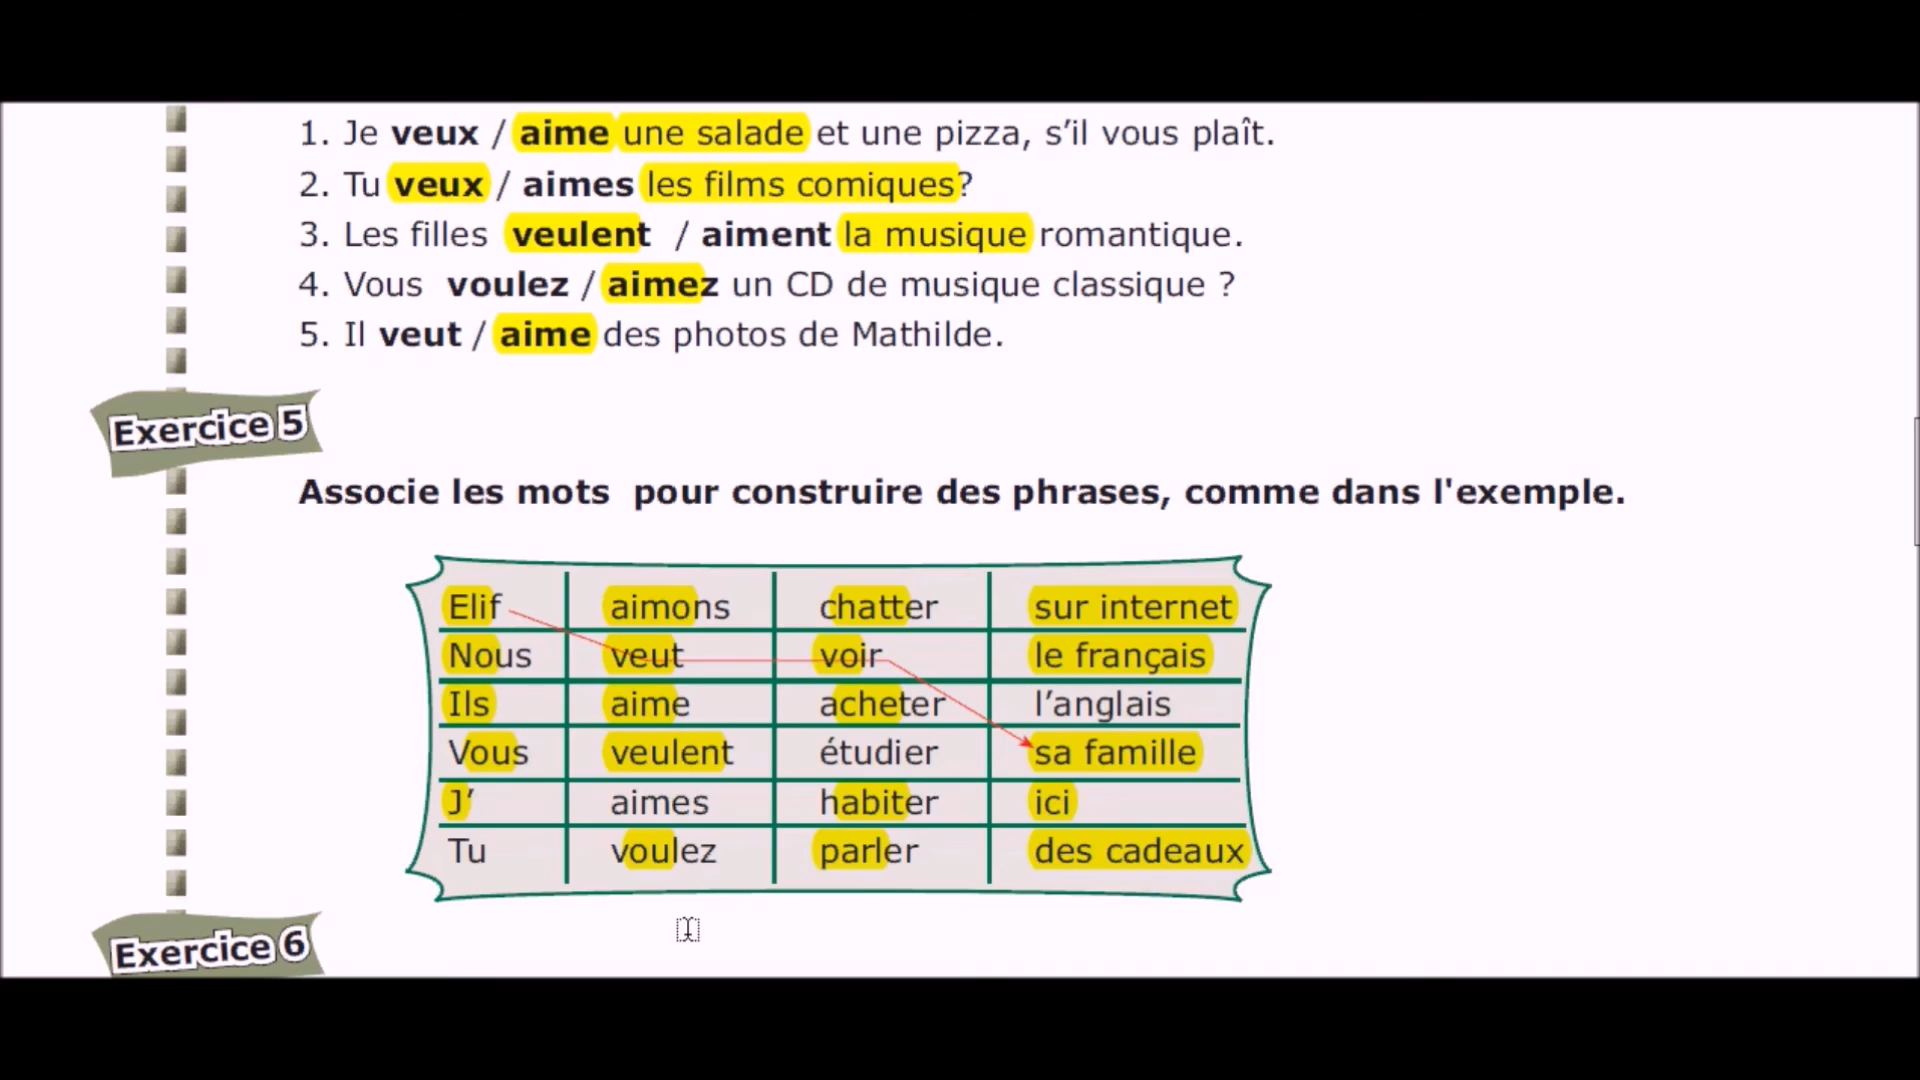 1. Je veux / aime une salade et une pizza, s’il vous plaît.
2. Tu veux / aimes les films comiques?
3. Les filles veulent / aiment la musique romantique.
4. Vous voulez / aimez un CD de musique classique ?
5. Il veut / aime des photos de Mathilde.
Exercice 5
Associe les mots pour construire des phrases, comme dans l'exemple.
Elif aimons chatter sur internet
Nous veut voir le français
Ils aime acheter l’anglais
Vous veulent étudier sa famille
J’ aimes habiter ici
Tu voulez parler des cadeaux
Exercice 6